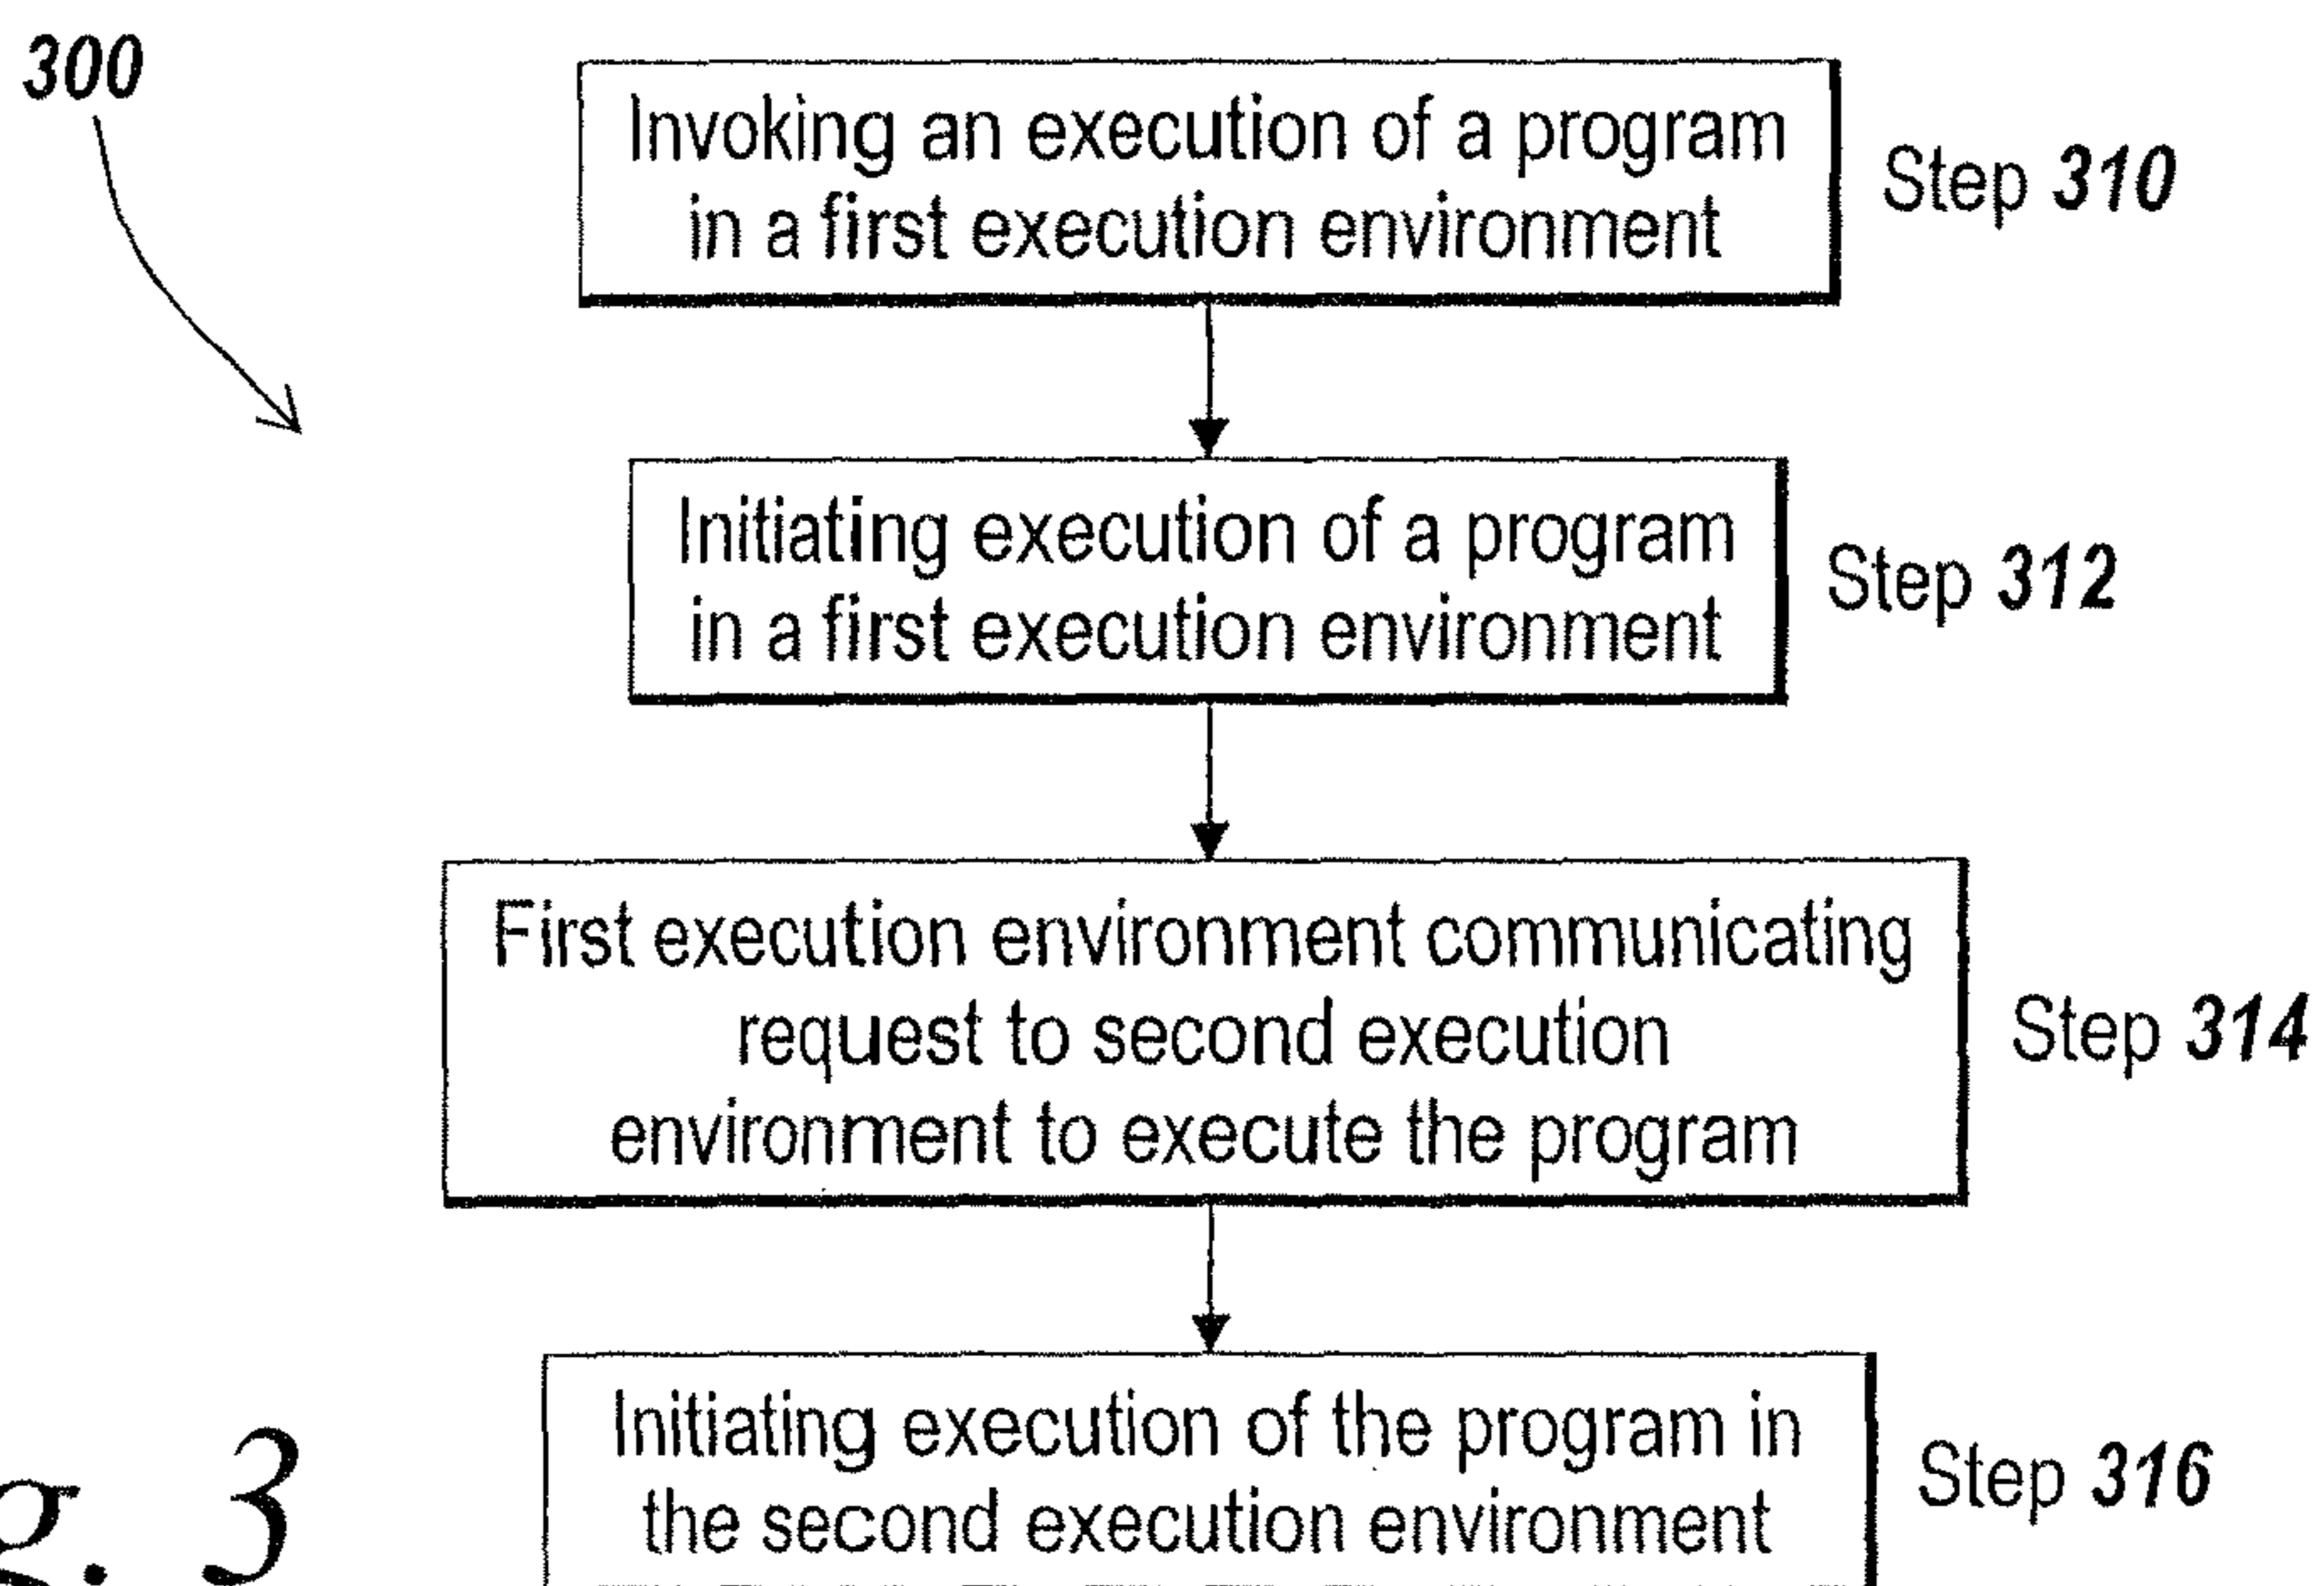 300
Invoking an execution of a program
in a first execution environment
Step 310
Initiating execution of a program
in a first execution environment
Step 312
First execution environment communicating
request to second execution
environment to execute the program
Step 314
Initiating execution of the program in
the second execution environment
Step 316
g. 3